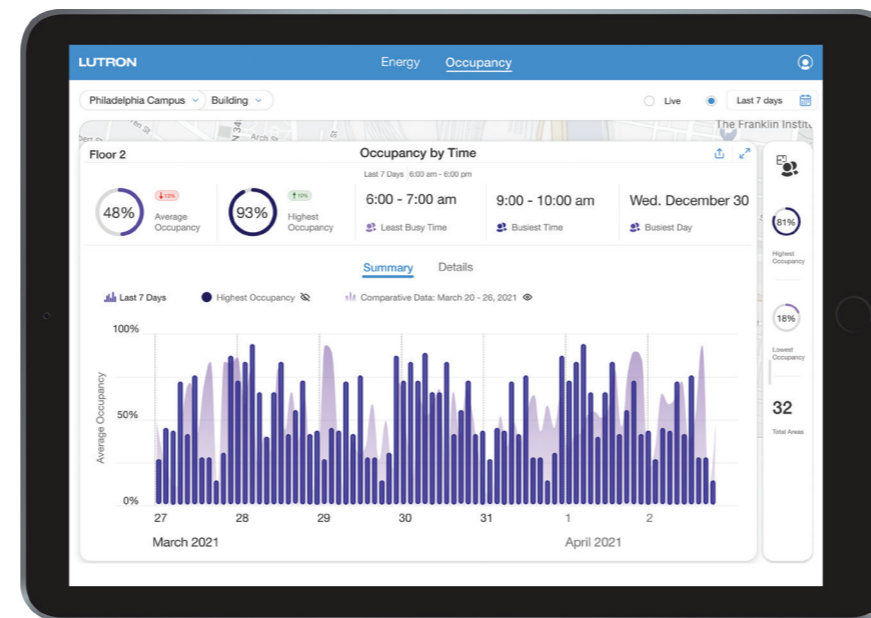 LUTRON
Energy Occupancy
Philadelphia Campus Building
Live Last 7 days
Arch St
The Franklin Institu
Floor 2
Occupancy by Time
Last 7 Days 6:00 am - 6:00 pm
48%
Average
Occupancy
93%
10%
Highest
Occupancy
6:00 - 7:00 am
Least Busy Time
9:00 - 10:00 am
Busiest Time
Wed. December 30
Busiest Day
Summary Details
Last 7 Days Highest Occupancy Comparative Data: March 20 - 26, 2021
100%
50%
0%
Average Occupancy
27 28 29 30 31 1 2
March 2021 April 2021
81%
Highest
Occupancy
18%
Lowest
Occupancy
32
Total Areas